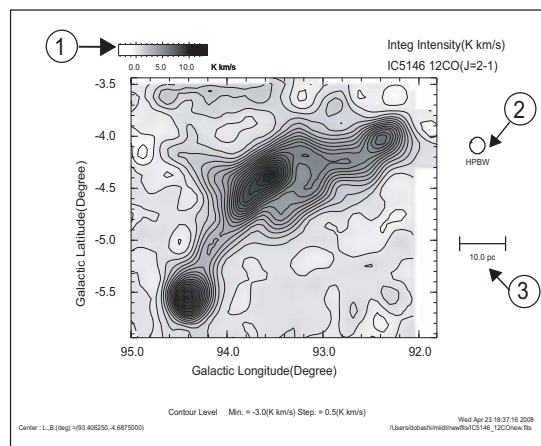 1
0.0 5.0 10.0 K km/s
Integ Intensity(K km/s)
IC5146 12CO(J=2-1)
2
HPBW
10.0 pc
3
-3.5
-4.0
-4.5
-5.0
-5.5
Galactic Latitude(Degree)
95.0 94.0 93.0 92.0
Galactic Longitude(Degree)
Contour Level Min. = -3.0(K km/s) Step. = 0.5(K km/s)
Wed Apr 23 18:37:16 2008
Center : L.,B.(deg) =(93.406250,-4.6875000) /Users/dobashi/midl/newfits/IC5146_12COnew.fits